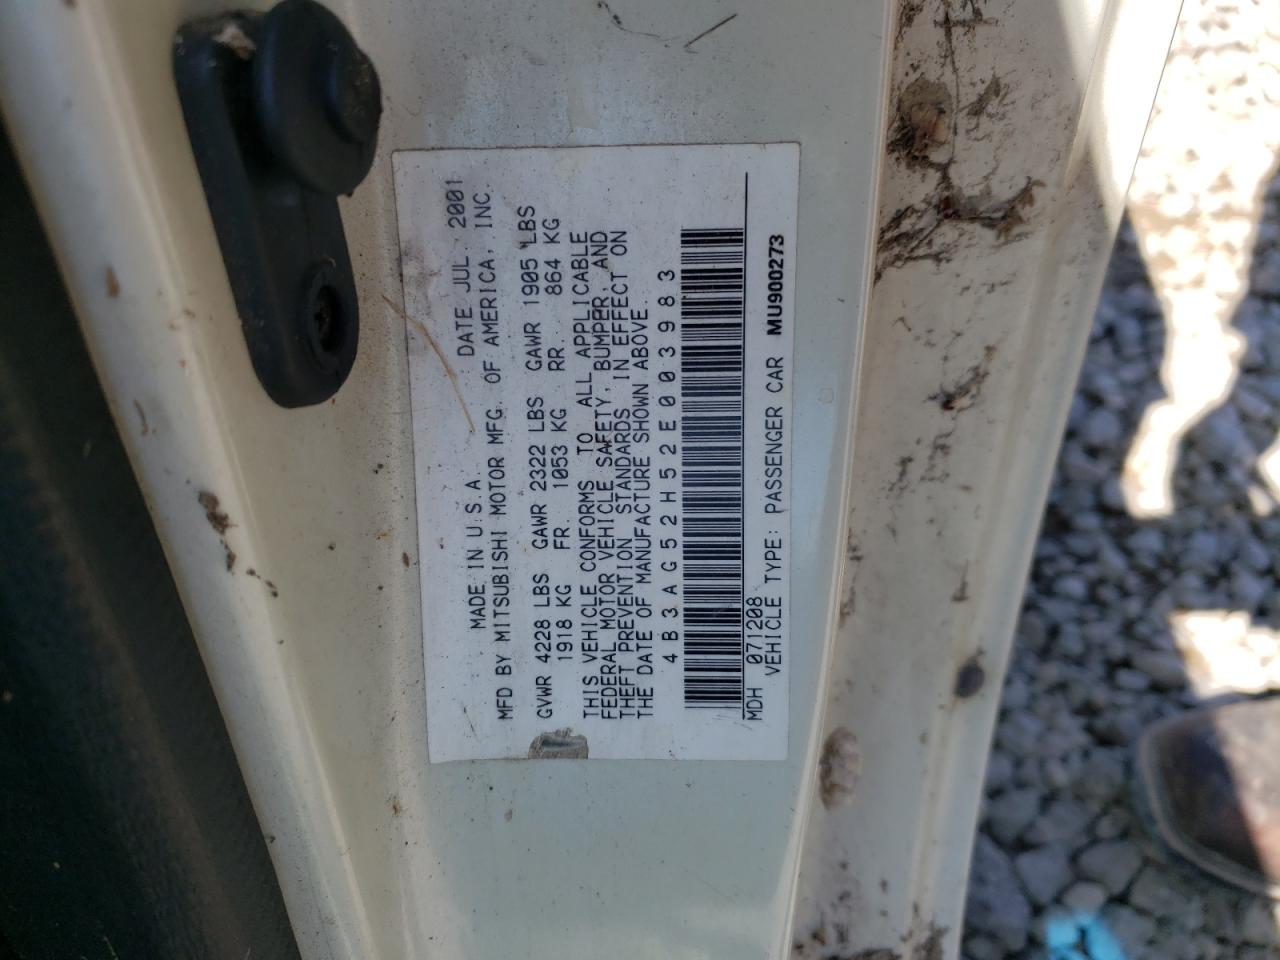 MADE IN U.S.A. DATE JUL. 2001
MFD BY MITSUBISHI MOTOR MFG. OF AMERICA, INC.
GVWR 4228 LBS GAWR 2322 LBS GAWR 1905 LBS
1918 KG FR. 1053 KG RR. 864 KG
THIS VEHICLE CONFORMS TO ALL APPLICABLE
FEDERAL MOTOR VEHICLE SAFETY, BUMPER, AND
THEFT PREVENTION STANDARDS IN EFFECT ON
THE DATE OF MANUFACTURE SHOWN ABOVE.
4B3AG52H52E003983
MDH 071208
VEHICLE TYPE: PASSENGER CAR MU900273